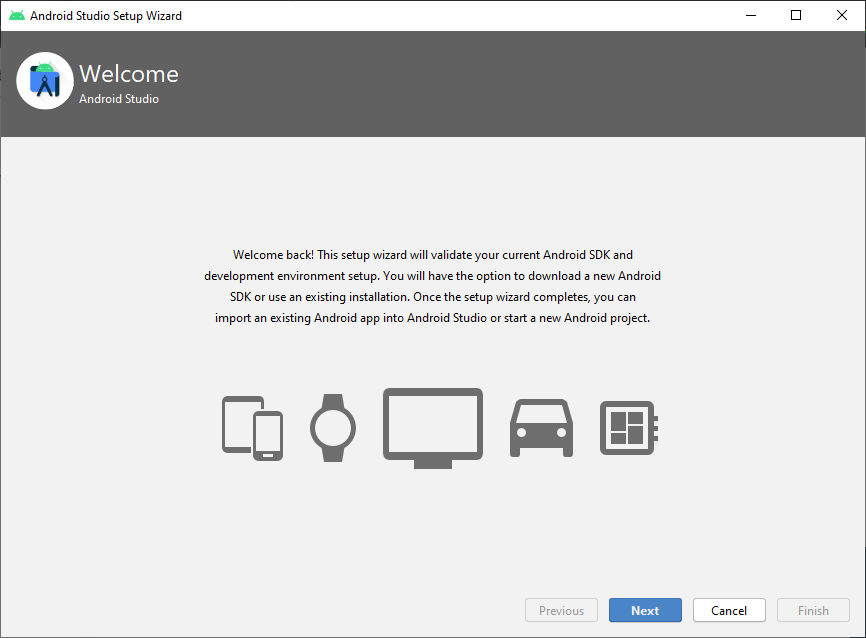 Android Studio Setup Wizard
Welcome
Android Studio
Welcome back! This setup wizard will validate your current Android SDK and
development environment setup. You will have the option to download a new Android
SDK or use an existing installation. Once the setup wizard completes, you can
import an existing Android app into Android Studio or start a new Android project.
Previous
Next
Cancel
Finish